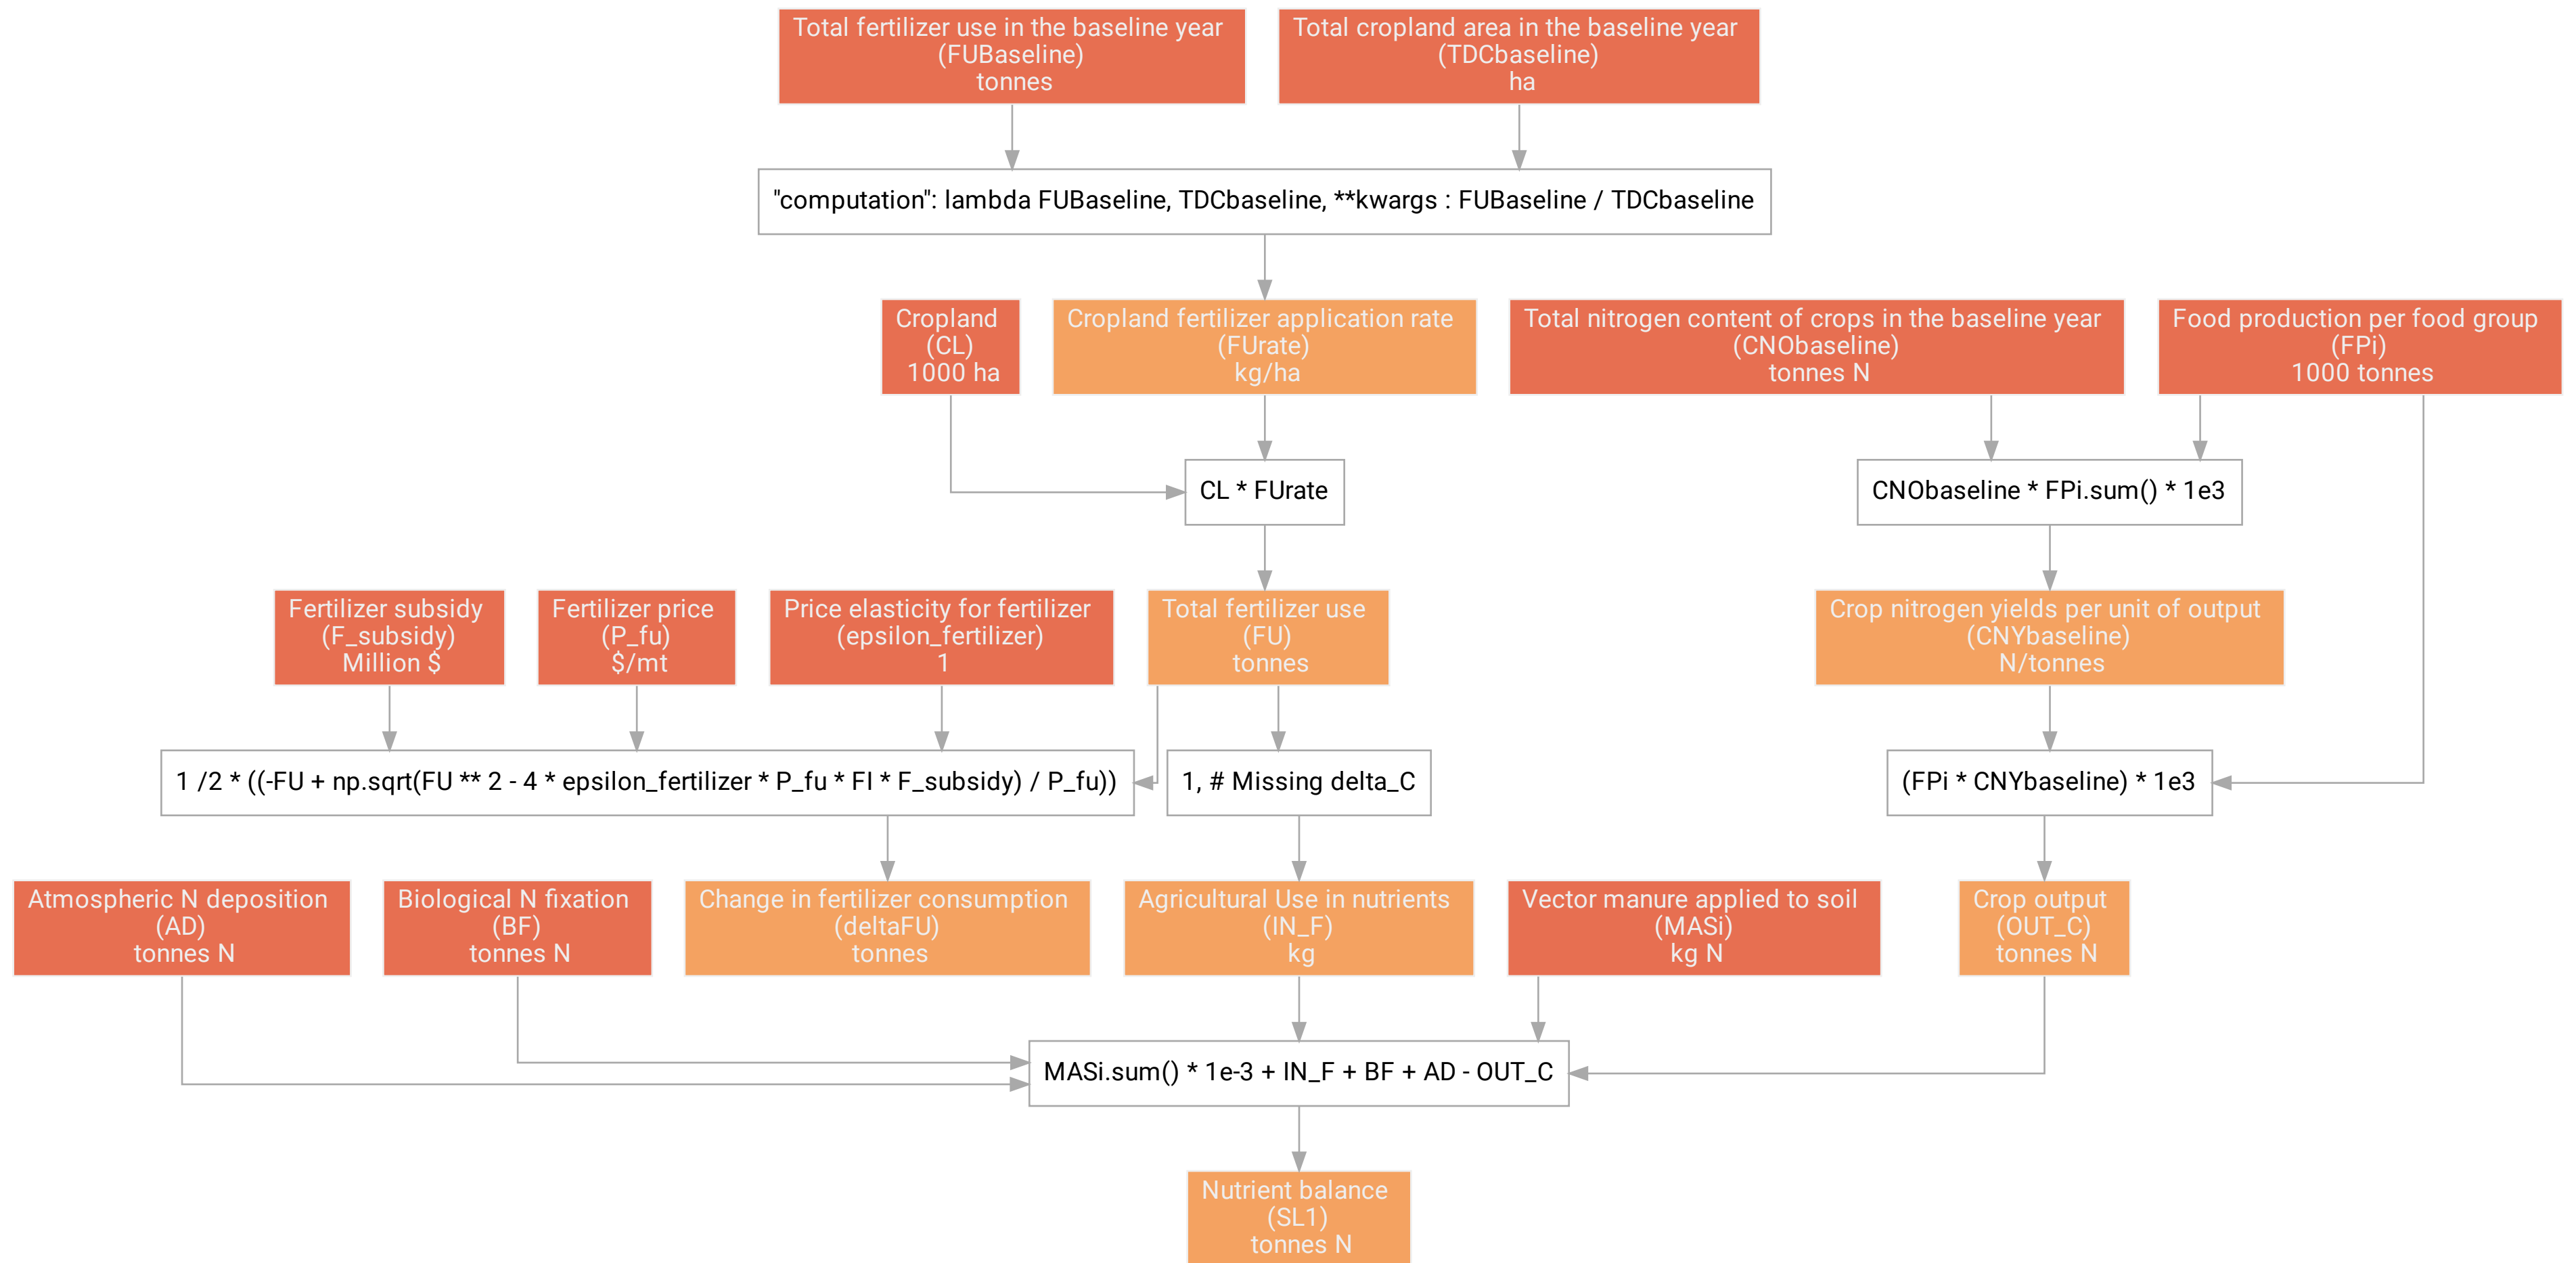 Total fertilizer use in the baseline year
(FUBaseline)
tonnes
Total cropland area in the baseline year
(TDCbaseline)
ha
"computation": lambda FUBaseline, TDCbaseline, **kwargs : FUBaseline / TDCbaseline
Cropland
(CL)
1000 ha
Cropland fertilizer application rate
(FUrate)
kg/ha
Total nitrogen content of crops in the baseline year
(CNObaseline)
tonnes N
Food production per food group
(FPi)
1000 tonnes
CL * FUrate
CNObaseline * FPi.sum() * 1e3
Fertilizer subsidy
(F_subsidy)
Million $
Fertilizer price
(P_fu)
$/mt
Price elasticity for fertilizer
(epsilon_fertilizer)
1
Total fertilizer use
(FU)
tonnes
Crop nitrogen yields per unit of output
(CNYbaseline)
N/tonnes
1 /2 * ((-FU + np.sqrt(FU ** 2 - 4 * epsilon_fertilizer * P_fu * FI * F_subsidy) / P_fu))
1, # Missing delta_C
(FPi * CNYbaseline) * 1e3
Atmospheric N deposition
(AD)
tonnes N
Biological N fixation
(BF)
tonnes N
Change in fertilizer consumption
(deltaFU)
tonnes
Agricultural Use in nutrients
(IN_F)
kg
Vector manure applied to soil
(MASi)
kg N
Crop output
(OUT_C)
tonnes N
MASi.sum() * 1e-3 + IN_F + BF + AD - OUT_C
Nutrient balance
(SL1)
tonnes N